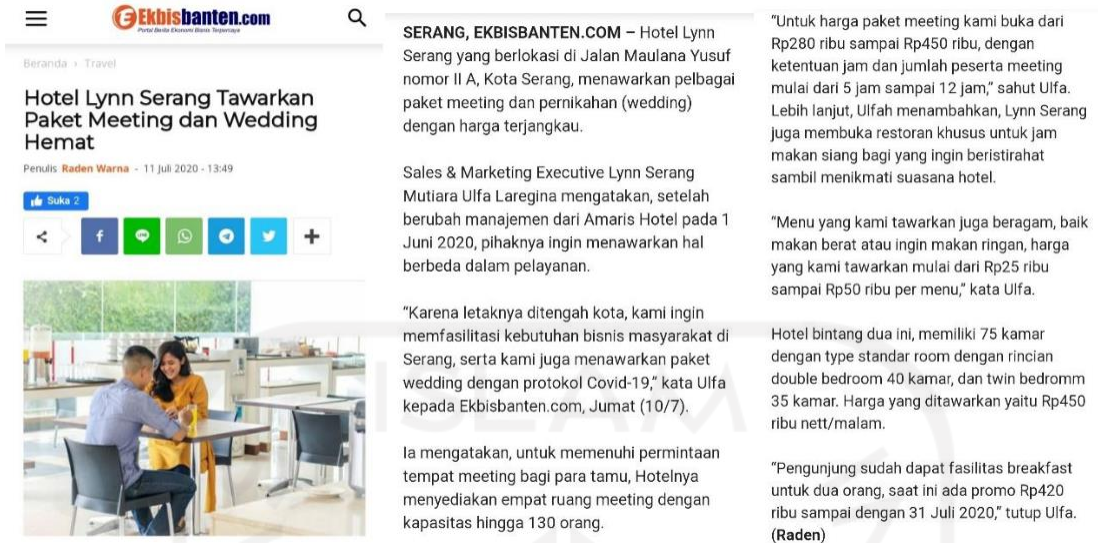 Ekbisbanten.com
Portal Berita Ekonomi Bisnis Terpercaya
Beranda › Travel
Hotel Lynn Serang Tawarkan
Paket Meeting dan Wedding
Hemat
Penulis Raden Warna - 11 Juli 2020 - 13:49
Suka 2
SERANG, EKBISBANTEN.COM – Hotel Lynn
Serang yang berlokasi di Jalan Maulana Yusuf
nomor II A, Kota Serang, menawarkan pelbagai
paket meeting dan pernikahan (wedding)
dengan harga terjangkau.
Sales & Marketing Executive Lynn Serang
Mutiara Ulfa Laregina mengatakan, setelah
berubah manajemen dari Amaris Hotel pada 1
Juni 2020, pihaknya ingin menawarkan hal
berbeda dalam pelayanan.
“Karena letaknya ditengah kota, kami ingin
memfasilitasi kebutuhan bisnis masyarakat di
Serang, serta kami juga menawarkan paket
wedding dengan protokol Covid-19,” kata Ulfa
kepada Ekbisbanten.com, Jumat (10/7).
Ia mengatakan, untuk memenuhi permintaan
tempat meeting bagi para tamu, Hotelnya
menyediakan empat ruang meeting dengan
kapasitas hingga 130 orang.
“Untuk harga paket meeting kami buka dari
Rp280 ribu sampai Rp450 ribu, dengan
ketentuan jam dan jumlah peserta meeting
mulai dari 5 jam sampai 12 jam,” sahut Ulfa.
Lebih lanjut, Ulfah menambahkan, Lynn Serang
juga membuka restoran khusus untuk jam
makan siang bagi yang ingin beristirahat
sambil menikmati suasana hotel.
“Menu yang kami tawarkan juga beragam, baik
makan berat atau ingin makan ringan, harga
yang kami tawarkan mulai dari Rp25 ribu
sampai Rp50 ribu per menu,” kata Ulfa.
Hotel bintang dua ini, memiliki 75 kamar
dengan type standar room dengan rincian
double bedroom 40 kamar, dan twin bedromm
35 kamar. Harga yang ditawarkan yaitu Rp450
ribu nett/malam.
“Pengunjung sudah dapat fasilitas breakfast
untuk dua orang, saat ini ada promo Rp420
ribu sampai dengan 31 Juli 2020,” tutup Ulfa.
(Raden)
ISLAM